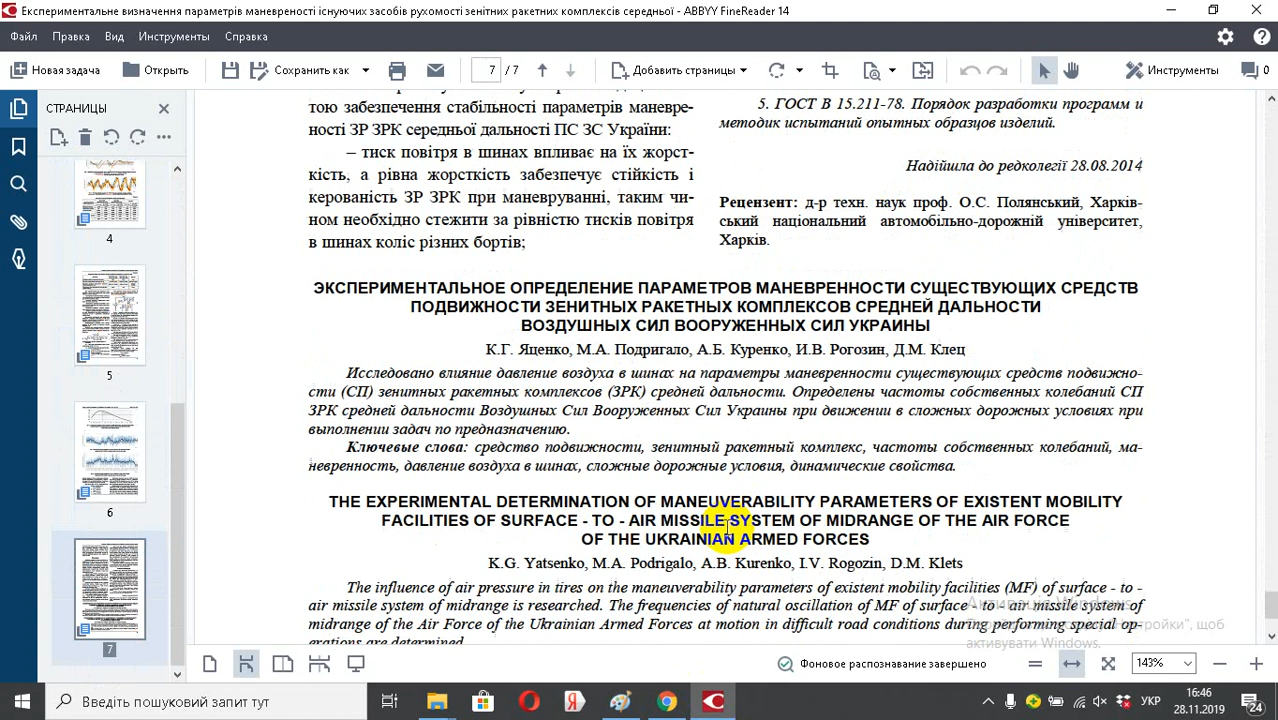 Експериментальне визначення параметрів маневреності існуючих засобів рухомості зенітних ракетних комплексів середньої - ABBYY FineReader 14
Файл Правка Вид Инструменты Справка
Новая задача Открыть Сохранить как 7 / 7 Добавить страницы Инструменты 0
СТРАНИЦЫ
4
5
6
7
тою забезпечення стабільності параметрів маневре-
ності ЗР ЗРК середньої дальності ПС ЗС України:
– тиск повітря в шинах впливає на їх жорст-
кість, а рівна жорсткість забезпечує стійкість і
керованість ЗР ЗРК при маневруванні, таким чи-
ном необхідно стежити за рівністю тисків повітря
в шинах коліс різних бортів;
5. ГОСТ В 15.211-78. Порядок разработки программ и
методик испытаний опытных образцов изделий.
Надійшла до редколегії 28.08.2014
Рецензент: д-р техн. наук проф. О.С. Полянський, Харків-
ський національний автомобільно-дорожній університет,
Харків.
ЭКСПЕРИМЕНТАЛЬНОЕ ОПРЕДЕЛЕНИЕ ПАРАМЕТРОВ МАНЕВРЕННОСТИ СУЩЕСТВУЮЩИХ СРЕДСТВ
ПОДВИЖНОСТИ ЗЕНИТНЫХ РАКЕТНЫХ КОМПЛЕКСОВ СРЕДНЕЙ ДАЛЬНОСТИ
ВОЗДУШНЫХ СИЛ ВООРУЖЕННЫХ СИЛ УКРАИНЫ
К.Г. Яценко, М.А. Подригало, А.Б. Куренко, И.В. Рогозин, Д.М. Клец
Исследовано влияние давление воздуха в шинах на параметры маневренности существующих средств подвижно-
сти (СП) зенитных ракетных комплексов (ЗРК) средней дальности. Определены частоты собственных колебаний СП
ЗРК средней дальности Воздушных Сил Вооруженных Сил Украины при движении в сложных дорожных условиях при
выполнении задач по предназначению.
Ключевые слова: средство подвижности, зенитный ракетный комплекс, частоты собственных колебаний, ма-
невренность, давление воздуха в шинах, сложные дорожные условия, динамические свойства.
THE EXPERIMENTAL DETERMINATION OF MANEUVERABILITY PARAMETERS OF EXISTENT MOBILITY
FACILITIES OF SURFACE - TO - AIR MISSILE SYSTEM OF MIDRANGE OF THE AIR FORCE
OF THE UKRAINIAN ARMED FORCES
K.G. Yatsenko, M.A. Podrigalo, A.B. Kurenko, I.V. Rogozin, D.M. Klets
The influence of air pressure in tires on the maneuverability parameters of existent mobility facilities (MF) of surface - to -
air missile system of midrange is researched. The frequencies of natural oscillation of MF of surface - to - air missile system of
midrange of the Air Force of the Ukrainian Armed Forces at motion in difficult road conditions during performing special op-
erations are determined.
Активація Windows
"Настройки", щоб
активувати Windows.
Фоновое распознавание завершено 143%
Введіть пошуковий запит тут
УКР
16:46
28.11.2019
24